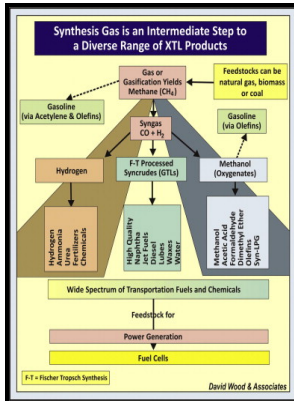 Synthesis Gas is an Intermediate Step to
a Diverse Range of XTL Products
Gas or
Gasification Yields
Methane (CH₄)
Feedstocks can be
natural gas, biomass
or coal
Gasoline
(via Acetylene & Olefins)
Gasoline
(via Olefins)
Syngas
CO + H₂
Hydrogen
F-T Processed
Syncrudes (GTLs)
Methanol
(Oxygenates)
Hydrogen
Ammonia
Urea
Fertilizers
Chemicals
High Quality
Naphtha
Jet Fuels
Diesel
Lubes
Waxes
Water
Methanol
Acetic Acid
Formaldehyde
Dimethyl Ether
Olefins
Syn-LPG
Wide Spectrum of Transportation Fuels and Chemicals
Feedstock for
Power Generation
Fuel Cells
F-T = Fischer Tropsch Synthesis
David Wood & Associates